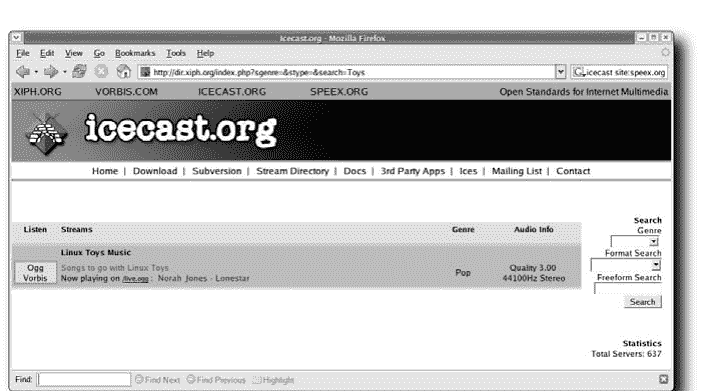 Icecast.org - Mozilla Firefox
File Edit View Go Bookmarks Tools Help
http://dir.xiph.org/index.php?sgenre=&stype=&search=Toys
icecast site:speex.org
XIPH.ORG VORBIS.COM ICECAST.ORG SPEEX.ORG Open Standards for Internet Multimedia
icecast.org
Home | Download | Subversion | Stream Directory | Docs | 3rd Party Apps | Ices | Mailing List | Contact
Listen Streams Genre Audio Info
Linux Toys Music
Ogg Vorbis
Songs to go with Linux Toys
Now playing on /live.ogg : Norah Jones - Lonestar
Pop
Quality 3.00
44100Hz Stereo
Search
Genre
Format Search
Freeform Search
Search
Statistics
Total Servers: 637
Find: Find Next Find Previous Highlight